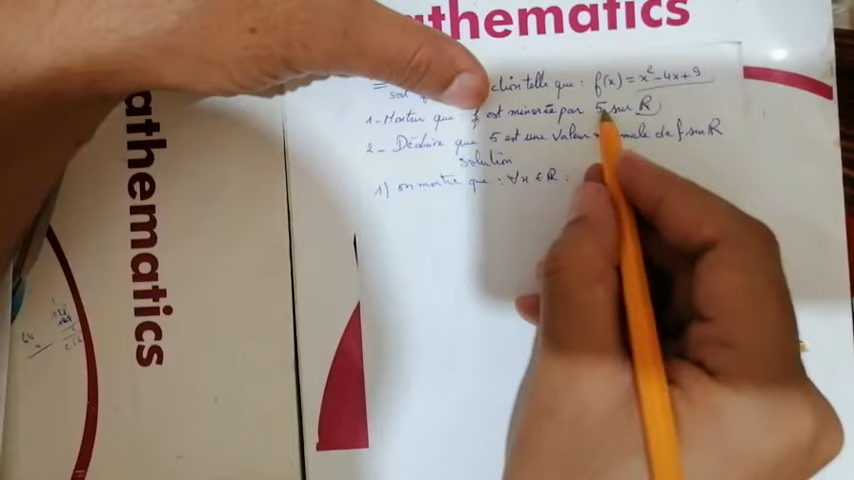 athematics
athematics
ction telle que : f(x) = x² - 4x + 9
1 - Montrer que : f est minorée par 5 sur ℝ
2 - Déduire que 5 est une valeur male de f sur ℝ
Solution
1) on montre que : ∀x ∈ ℝ :